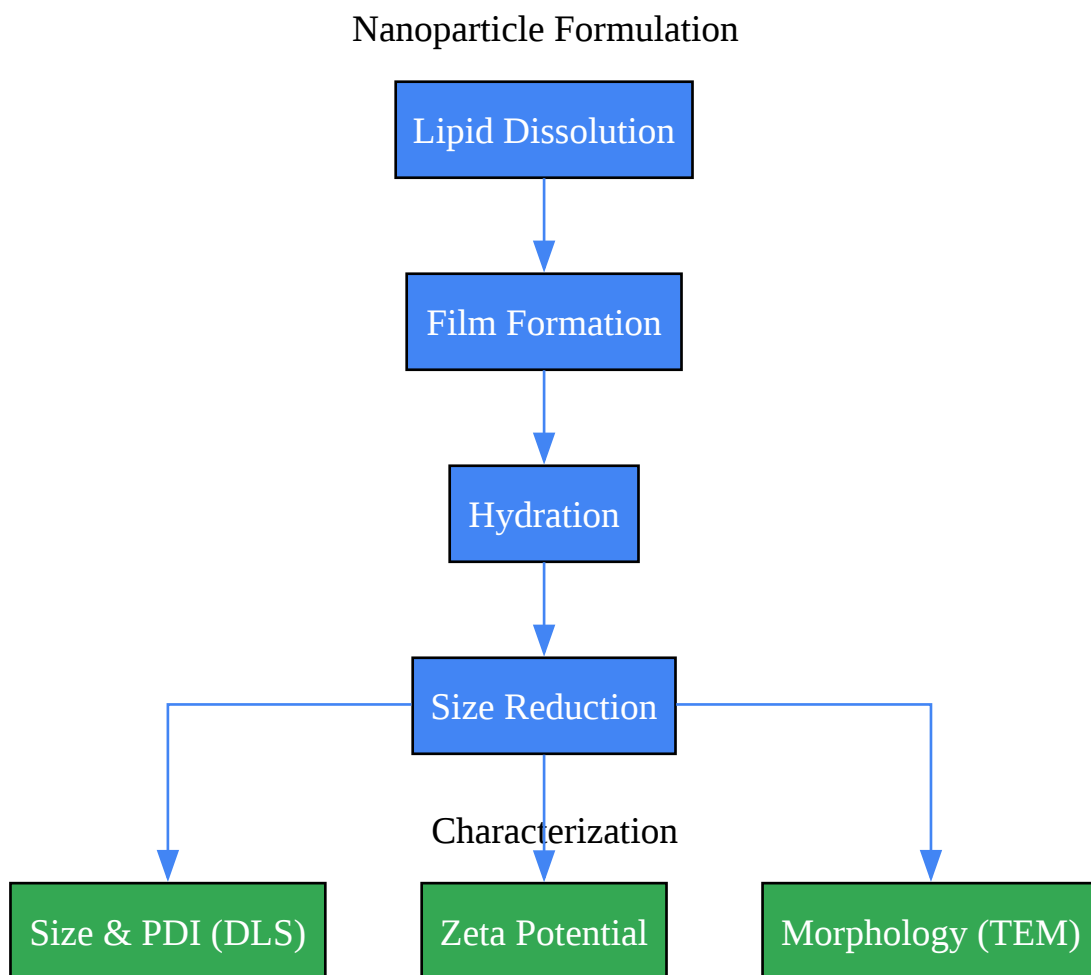 Nanoparticle Formulation
Lipid Dissolution
Film Formation
Hydration
Size Reduction
Characterization
Size & PDI (DLS)
Zeta Potential
Morphology (TEM)